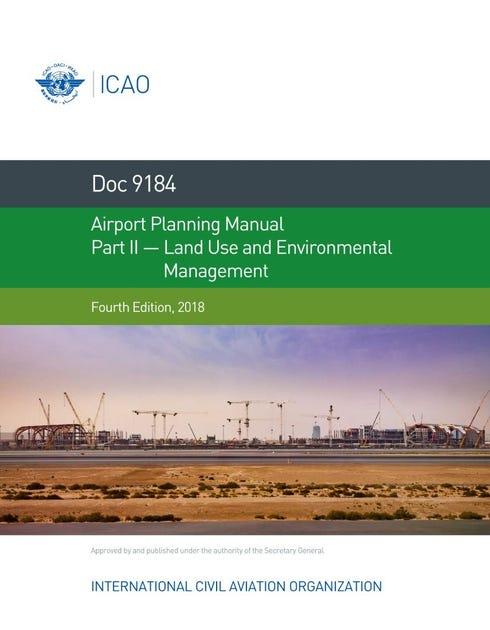 ICAO
Doc 9184
Airport Planning Manual
Part II — Land Use and Environmental
Management
Fourth Edition, 2018
Approved by and published under the authority of the Secretary General.
INTERNATIONAL CIVIL AVIATION ORGANIZATION